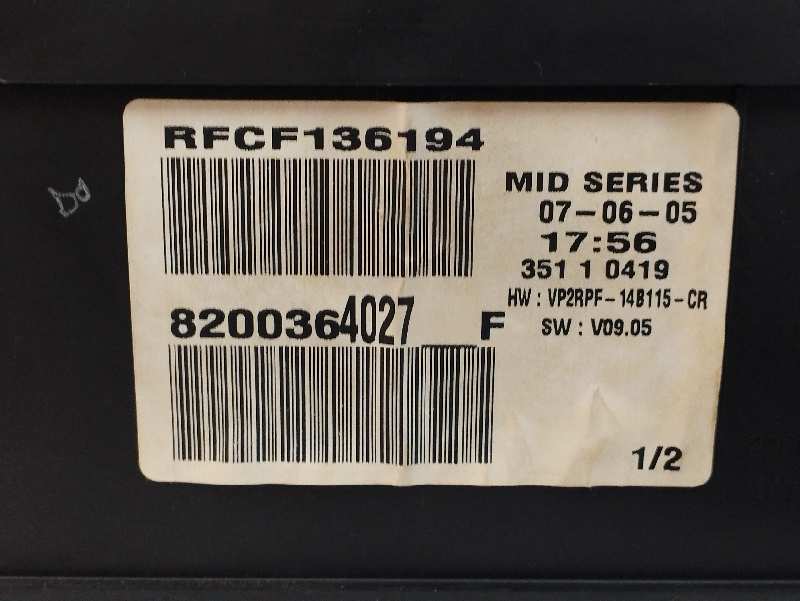 RFCF136194
MID SERIES
07-06-05
17:56
351 1 0419
HW : VP2RPF-14B115-CR
SW : V09.05
8200364027__F
1/2